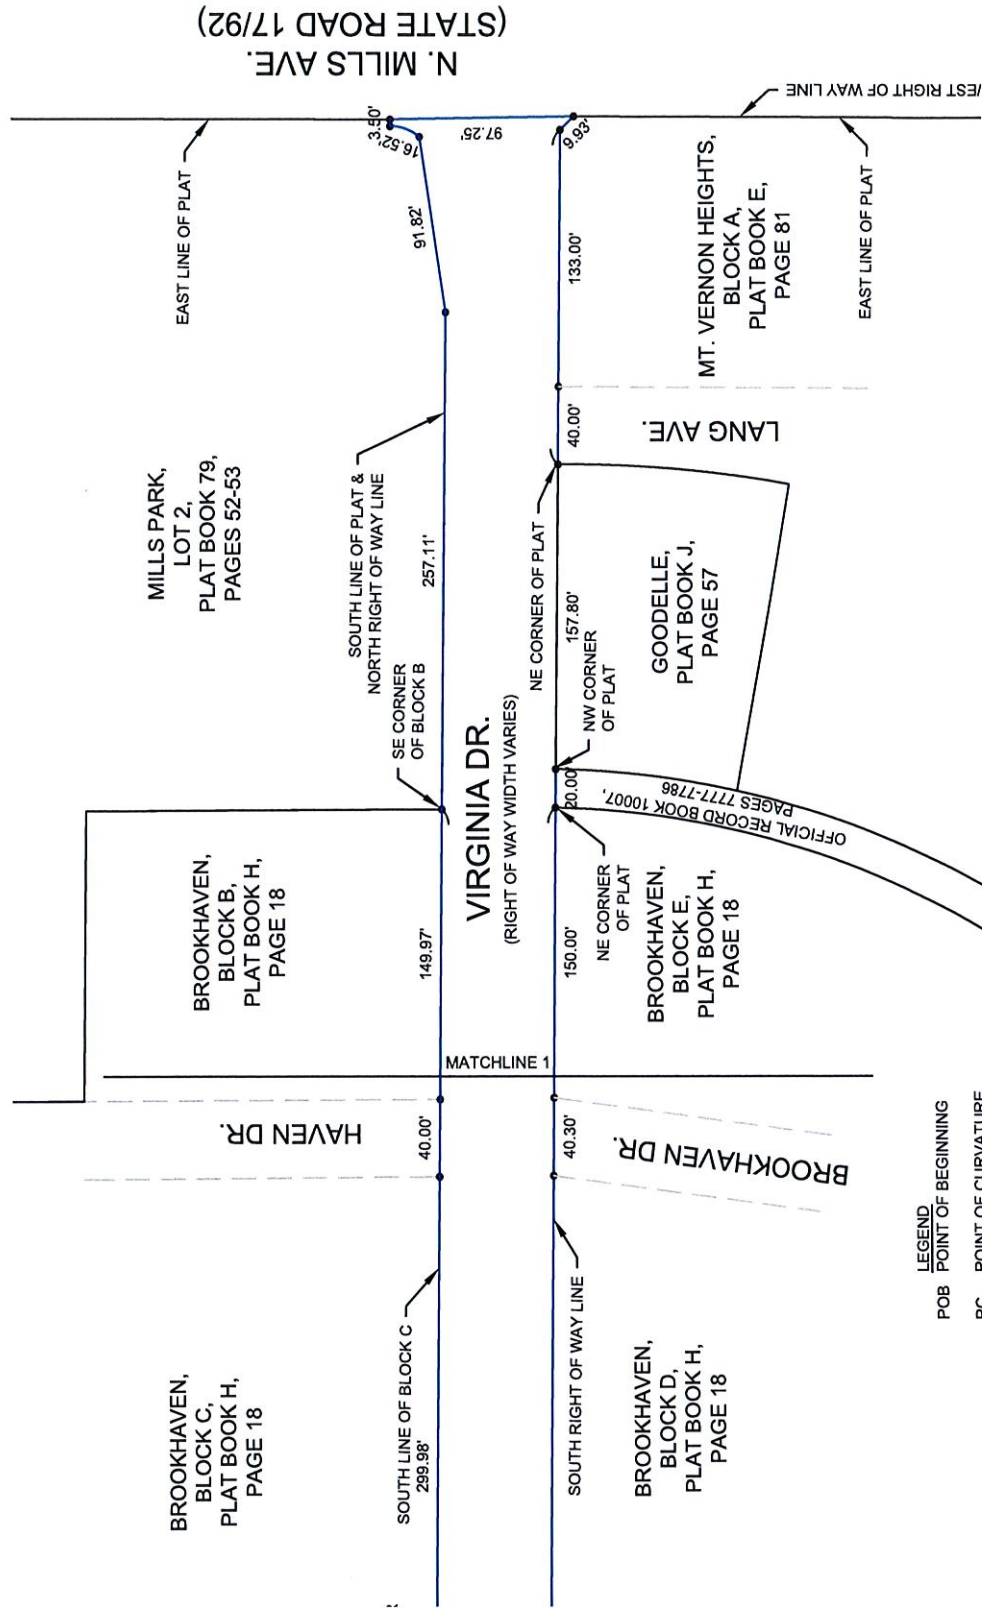 N. MILLS AVE.
(STATE ROAD 17/92)
EAST LINE OF PLAT
3.50'
16.52'
97.25'
9.93'
WEST RIGHT OF WAY LINE
91.82'
133.00'
MT. VERNON HEIGHTS,
BLOCK A,
PLAT BOOK E,
PAGE 81
EAST LINE OF PLAT
MILLS PARK,
LOT 2,
PLAT BOOK 79,
PAGES 52-53
SOUTH LINE OF PLAT &
NORTH RIGHT OF WAY LINE
257.11'
40.00'
LANG AVE.
NE CORNER OF PLAT
157.80'
GOODELLE,
PLAT BOOK J,
PAGE 57
SE CORNER
OF BLOCK B
NW CORNER
OF PLAT
VIRGINIA DR.
(RIGHT OF WAY WIDTH VARIES)
20.00'
OFFICIAL RECORD BOOK 10007,
PAGES 7777-7786
BROOKHAVEN,
BLOCK B,
PLAT BOOK H,
PAGE 18
149.97'
150.00'
NE CORNER
OF PLAT
BROOKHAVEN,
BLOCK E,
PLAT BOOK H,
PAGE 18
MATCHLINE 1
HAVEN DR.
40.00'
40.30'
BROOKHAVEN DR.
BROOKHAVEN,
BLOCK C,
PLAT BOOK H,
PAGE 18
SOUTH LINE OF BLOCK C
299.98'
SOUTH RIGHT OF WAY LINE
BROOKHAVEN,
BLOCK D,
PLAT BOOK H,
PAGE 18
LEGEND
POB POINT OF BEGINNING
PC POINT OF CURVATURE